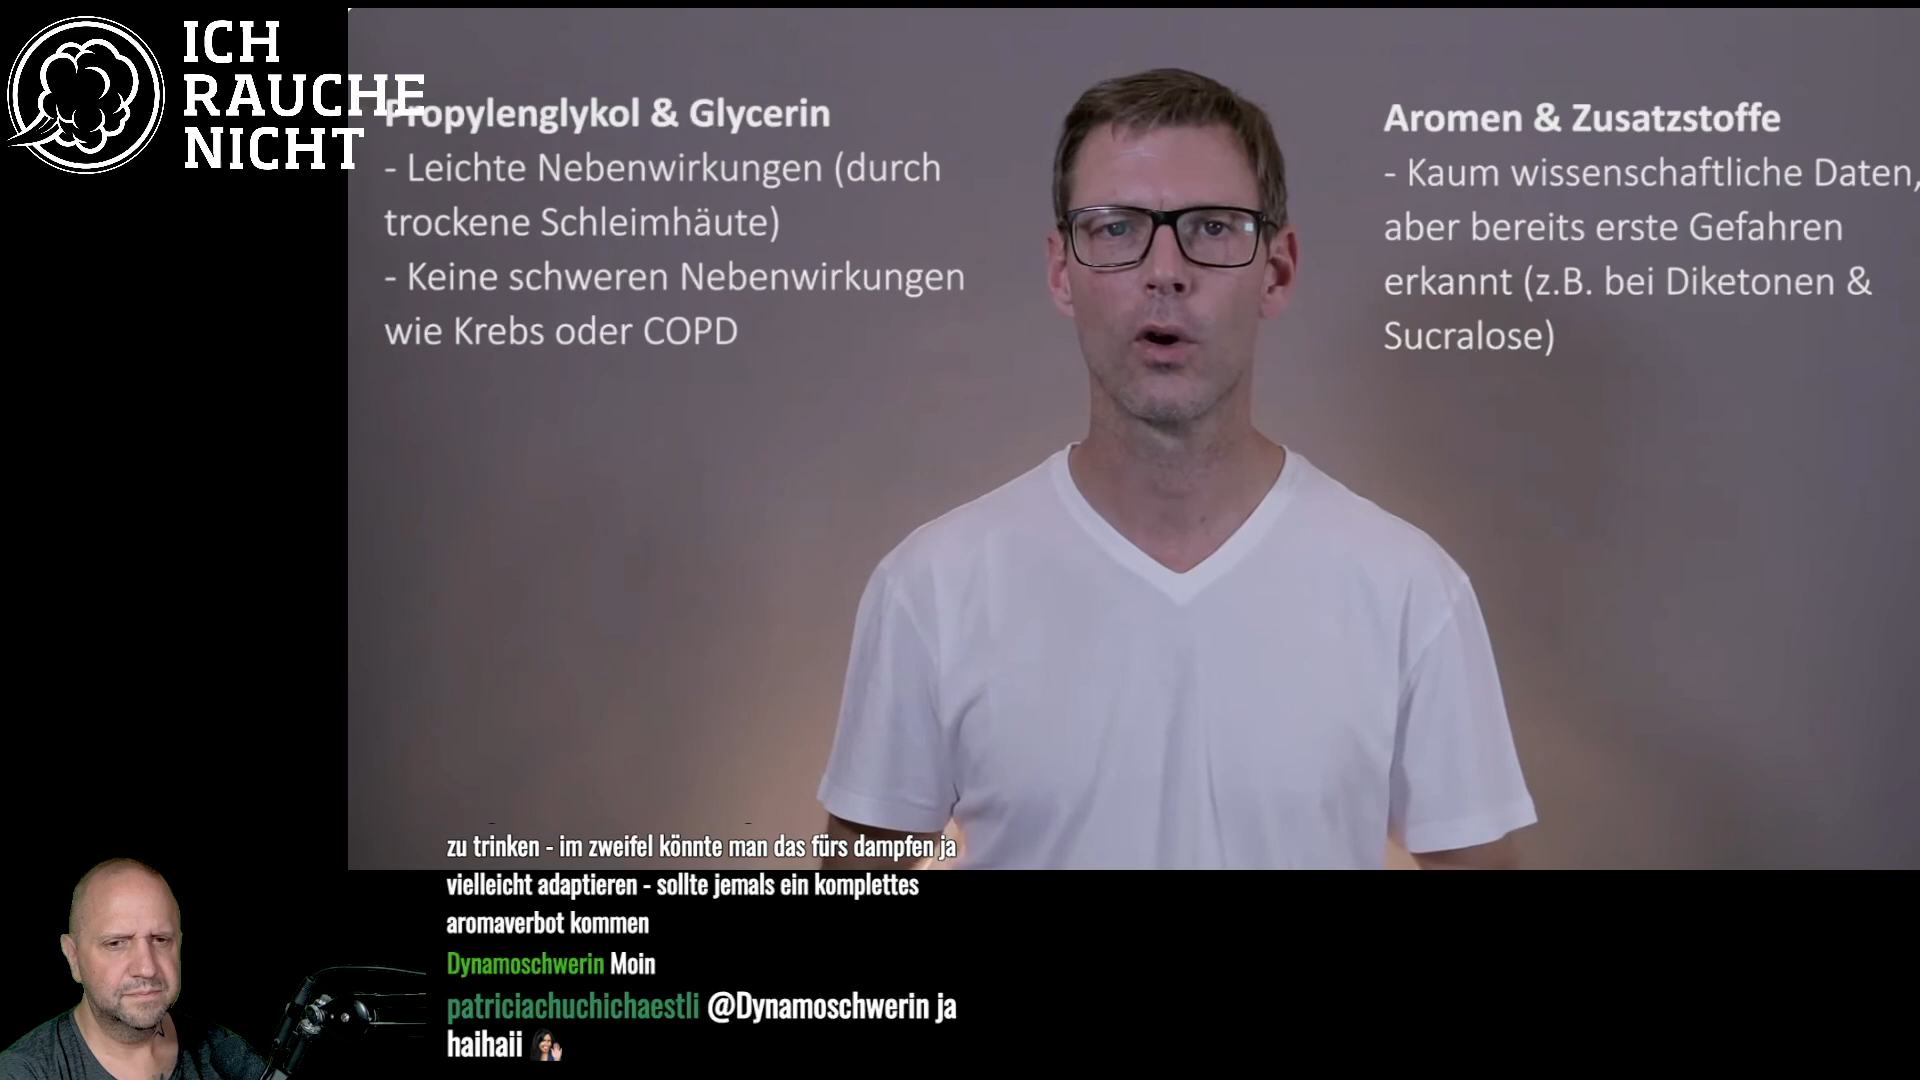 ICH
RAUCHE
NICHT
Propylenglykol & Glycerin
- Leichte Nebenwirkungen (durch
trockene Schleimhäute)
- Keine schweren Nebenwirkungen
wie Krebs oder COPD
Aromen & Zusatzstoffe
- Kaum wissenschaftliche Daten,
aber bereits erste Gefahren
erkannt (z.B. bei Diketonen &
Sucralose)
zu trinken - im zweifel könnte man das fürs dampfen ja
vielleicht adaptieren - sollte jemals ein komplettes
aromaverbot kommen
Dynamoschwerin Moin
patriciachuchichaestli @Dynamoschwerin ja
haihaii